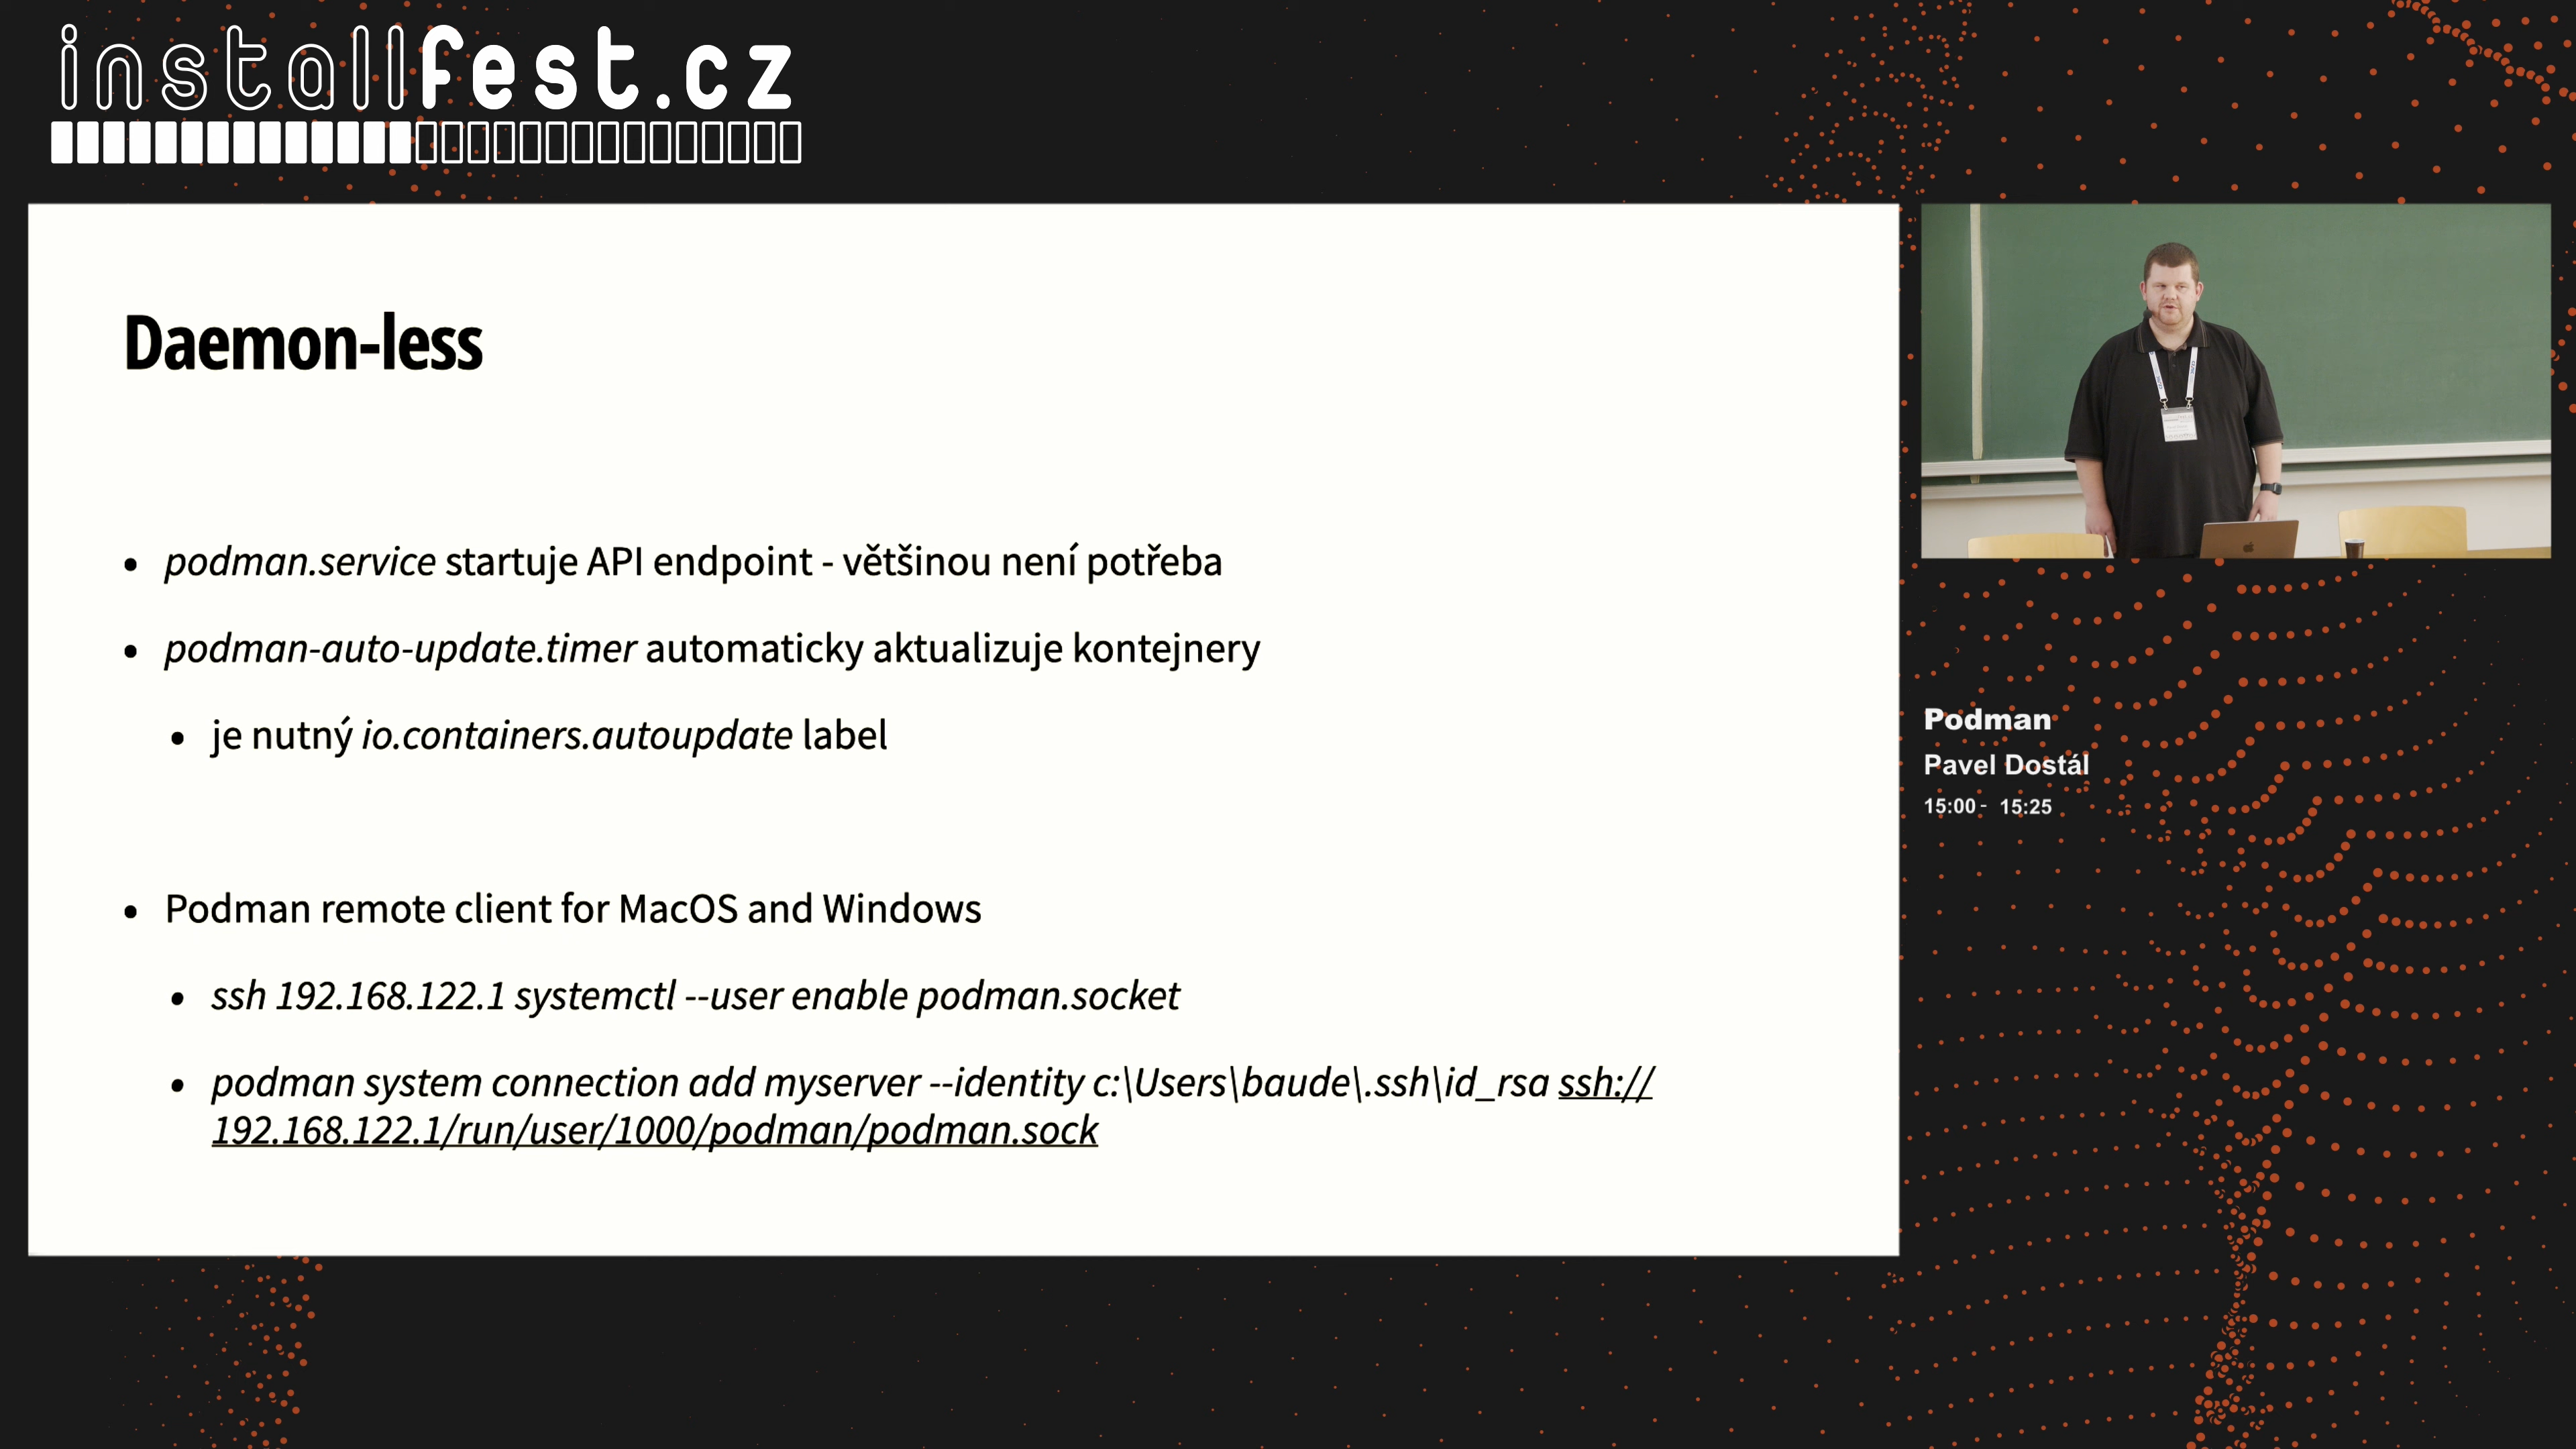 installfest.cz
Daemon-less
• podman.service startuje API endpoint - většinou není potřeba
• podman-auto-update.timer automaticky aktualizuje kontejnery
• je nutný io.containers.autoupdate label
• Podman remote client for MacOS and Windows
• ssh 192.168.122.1 systemctl --user enable podman.socket
• podman system connection add myserver --identity c:\Users\baude\.ssh\id_rsa ssh://
192.168.122.1/run/user/1000/podman/podman.sock
Podman
Pavel Dostál
15:00 - 15:25